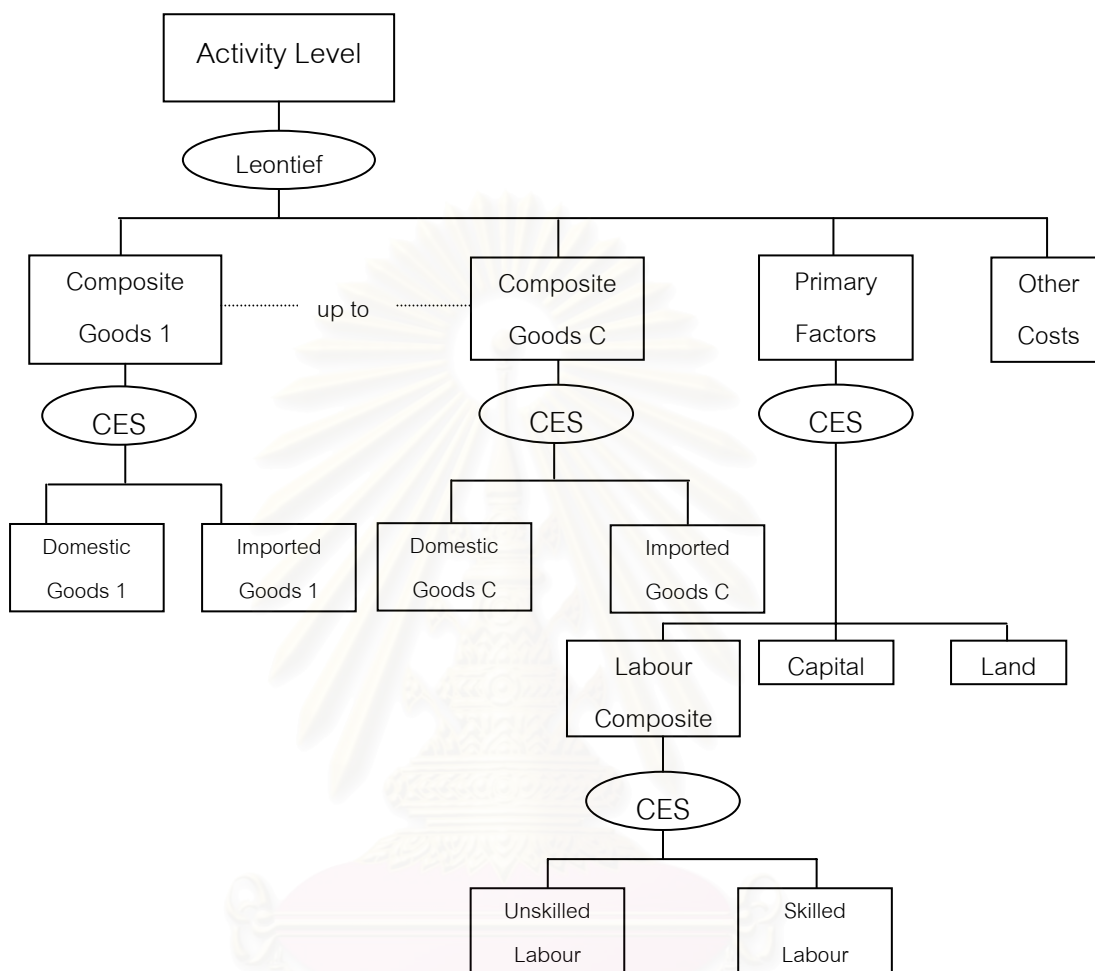 Activity Level
Leontief
Composite
Goods 1
up to
Composite
Goods C
Primary
Factors
Other
Costs
CES
CES
CES
Domestic
Goods 1
Imported
Goods 1
Domestic
Goods C
Imported
Goods C
Labour
Composite
Capital
Land
CES
Unskilled
Labour
Skilled
Labour